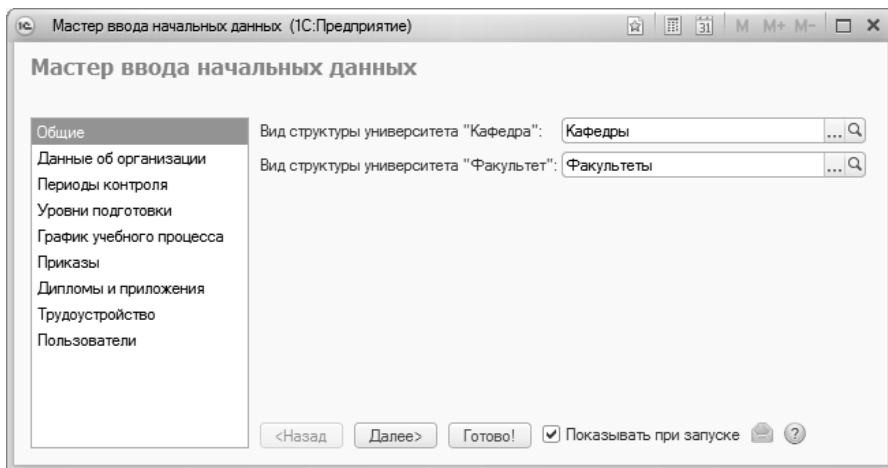 1С Мастер ввода начальных данных (1С:Предприятие) 31 M M+ M-
Мастер ввода начальных данных
Общие
Данные об организации
Периоды контроля
Уровни подготовки
График учебного процесса
Приказы
Дипломы и приложения
Трудоустройство
Пользователи
Вид структуры университета "Кафедра": Кафедры ...
Вид структуры университета "Факультет": Факультеты ...
<Назад Далее> Готово! Показывать при запуске ?